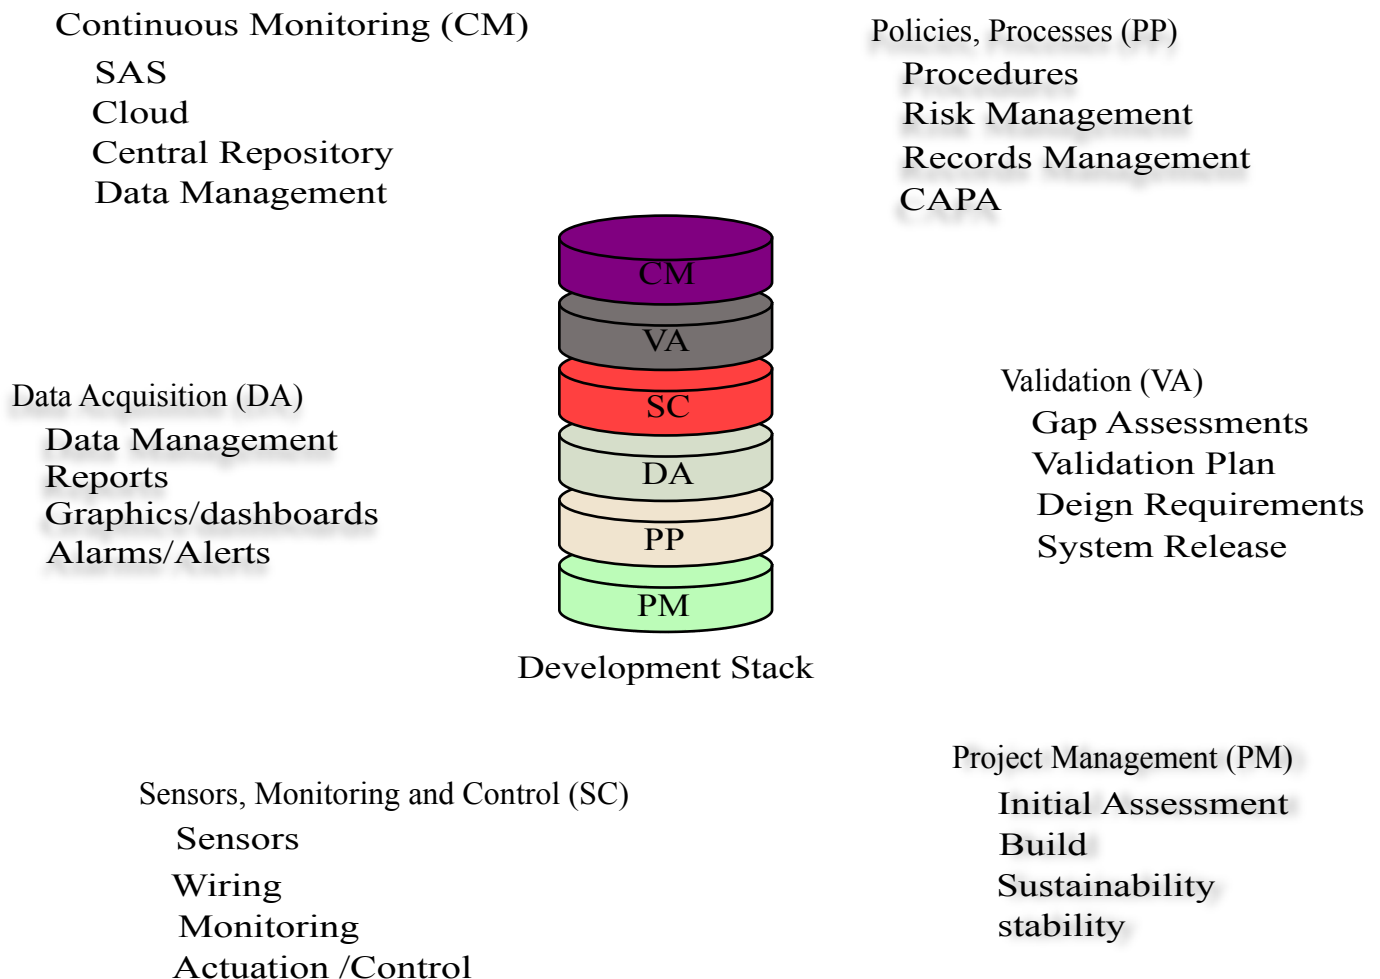 Continuous Monitoring (CM)
SAS
Cloud
Central Repository
Data Management
Policies, Processes (PP)
Procedures
Risk Management
Records Management
CAPA
CM
VA
SC
DA
PP
PM
Development Stack
Data Acquisition (DA)
Data Management
Reports
Graphics/dashboards
Alarms/Alerts
Validation (VA)
Gap Assessments
Validation Plan
Deign Requirements
System Release
Sensors, Monitoring and Control (SC)
Sensors
Wiring
Monitoring
Actuation /Control
Project Management (PM)
Initial Assessment
Build
Sustainability
stability